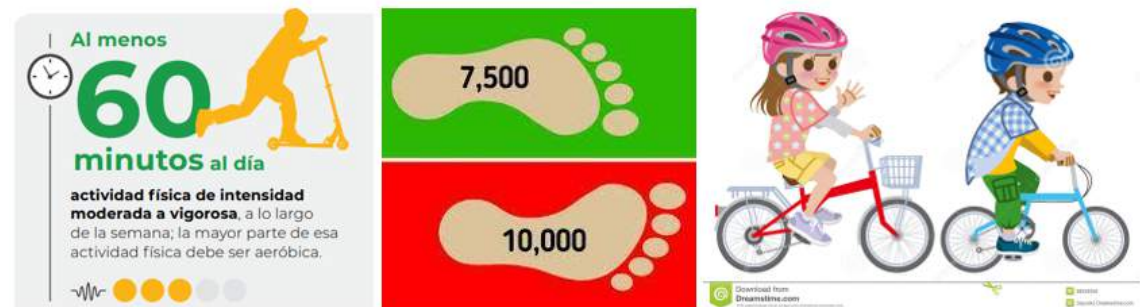 Al menos
60
minutos al día
actividad física de intensidad
moderada a vigorosa, a lo largo
de la semana; la mayor parte de esa
actividad física debe ser aeróbica.
7,500
10,000
Download from
Dreamstime.com